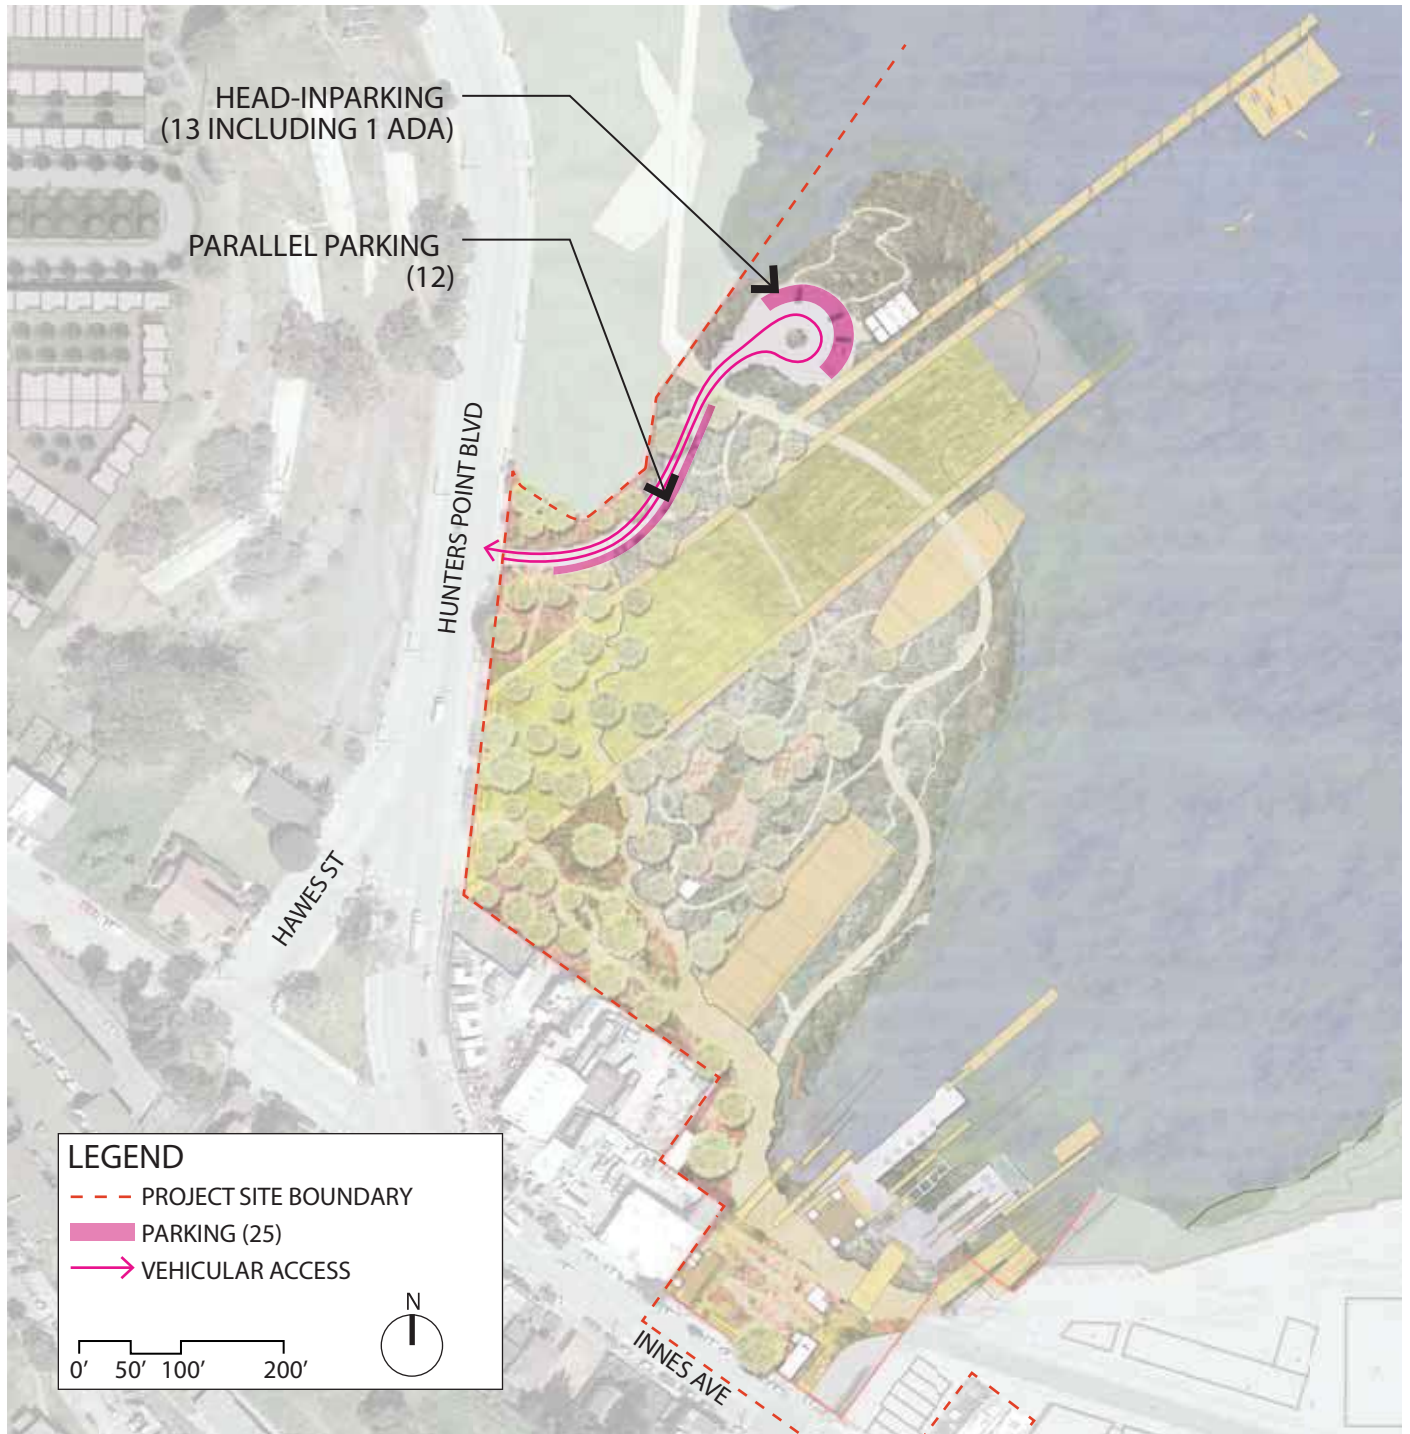 HEAD-INPARKING
(13 INCLUDING 1 ADA)
PARALLEL PARKING
(12)
HUNTERS POINT BLVD
HAWES ST
INNES AVE
LEGEND
PROJECT SITE BOUNDARY
PARKING (25)
VEHICULAR ACCESS
N
0' 50' 100' 200'